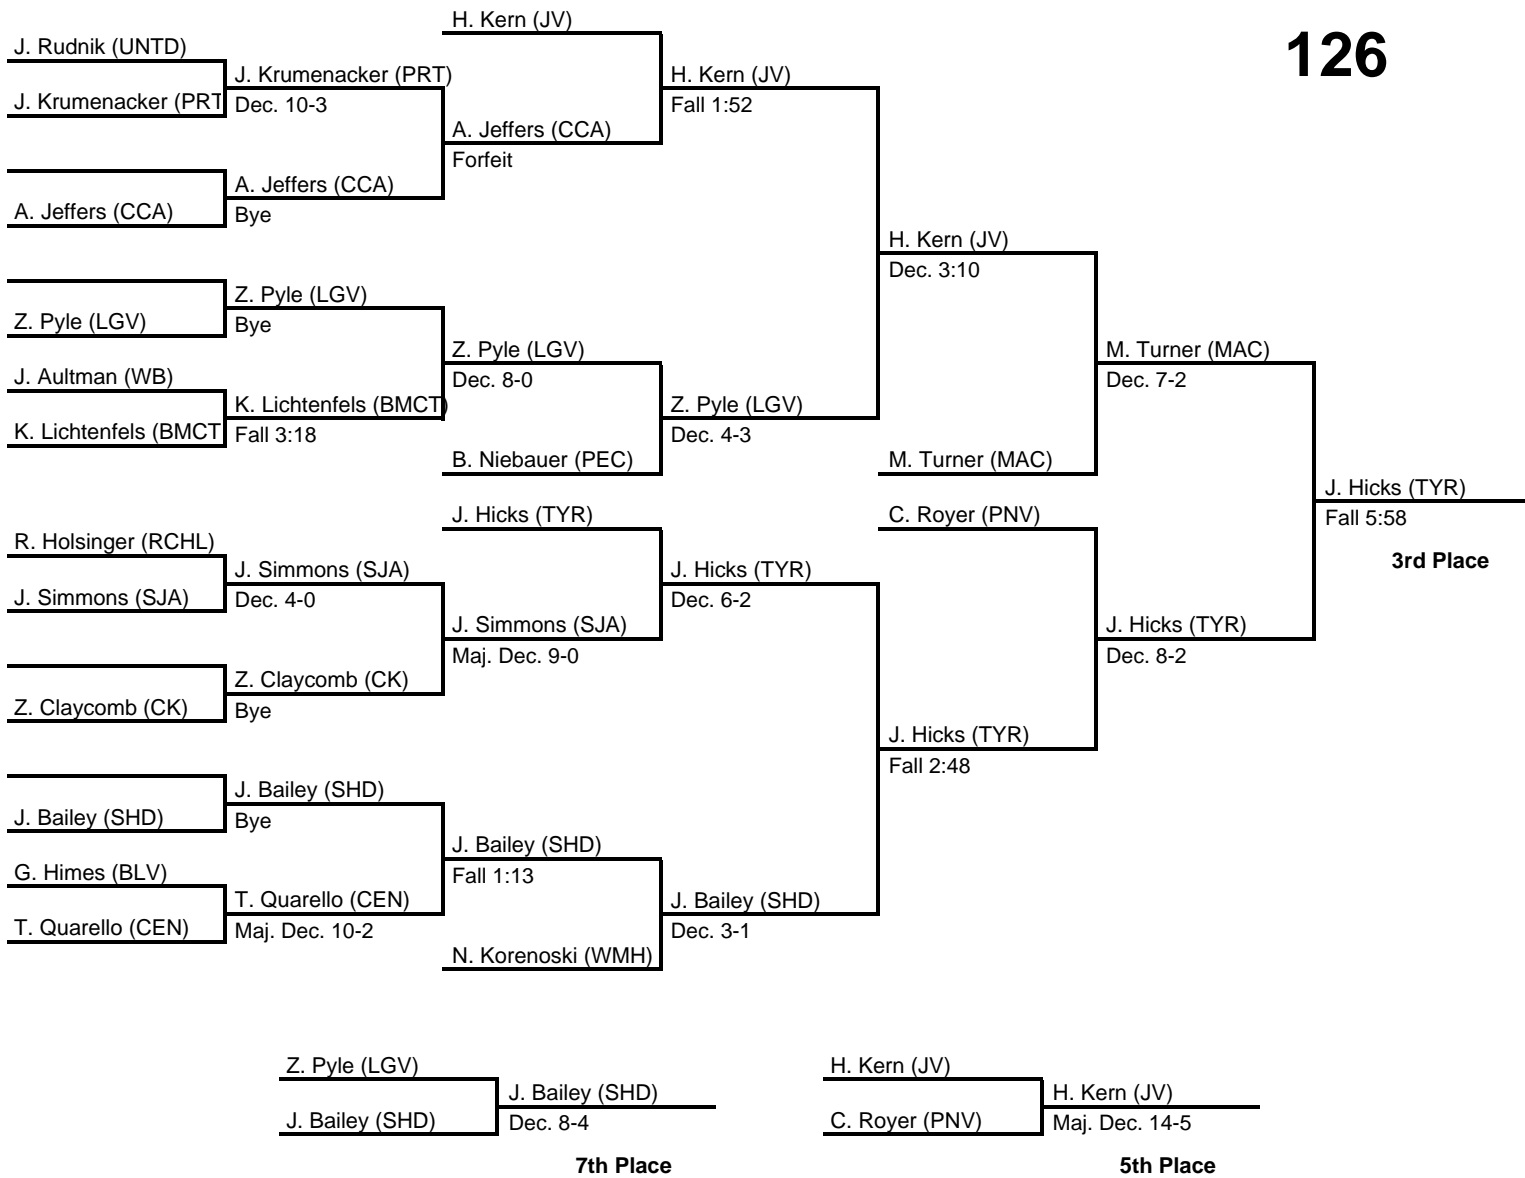 H. Kern (JV)
126
J. Rudnik (UNTD)
J. Krumenacker (PRT)
H. Kern (JV)
J. Krumenacker (PRT
Dec. 10-3
Fall 1:52
A. Jeffers (CCA)
Forfeit
A. Jeffers (CCA)
A. Jeffers (CCA)
Bye
H. Kern (JV)
Dec. 3:10
Z. Pyle (LGV)
Z. Pyle (LGV)
Bye
Z. Pyle (LGV)
M. Turner (MAC)
J. Aultman (WB)
Dec. 8-0
Dec. 7-2
K. Lichtenfels (BMCT)
Z. Pyle (LGV)
K. Lichtenfels (BMCT
Fall 3:18
Dec. 4-3
B. Niebauer (PEC)
M. Turner (MAC)
J. Hicks (TYR)
J. Hicks (TYR)
C. Royer (PNV)
Fall 5:58
R. Holsinger (RCHL)
3rd Place
J. Simmons (SJA)
J. Hicks (TYR)
J. Simmons (SJA)
Dec. 4-0
Dec. 6-2
J. Simmons (SJA)
J. Hicks (TYR)
Maj. Dec. 9-0
Dec. 8-2
Z. Claycomb (CK)
Z. Claycomb (CK)
Bye
J. Hicks (TYR)
Fall 2:48
J. Bailey (SHD)
J. Bailey (SHD)
Bye
J. Bailey (SHD)
G. Himes (BLV)
Fall 1:13
T. Quarello (CEN)
J. Bailey (SHD)
T. Quarello (CEN)
Maj. Dec. 10-2
Dec. 3-1
N. Korenoski (WMH)
Z. Pyle (LGV)
H. Kern (JV)
J. Bailey (SHD)
H. Kern (JV)
J. Bailey (SHD)
Dec. 8-4
C. Royer (PNV)
Maj. Dec. 14-5
7th Place
5th Place